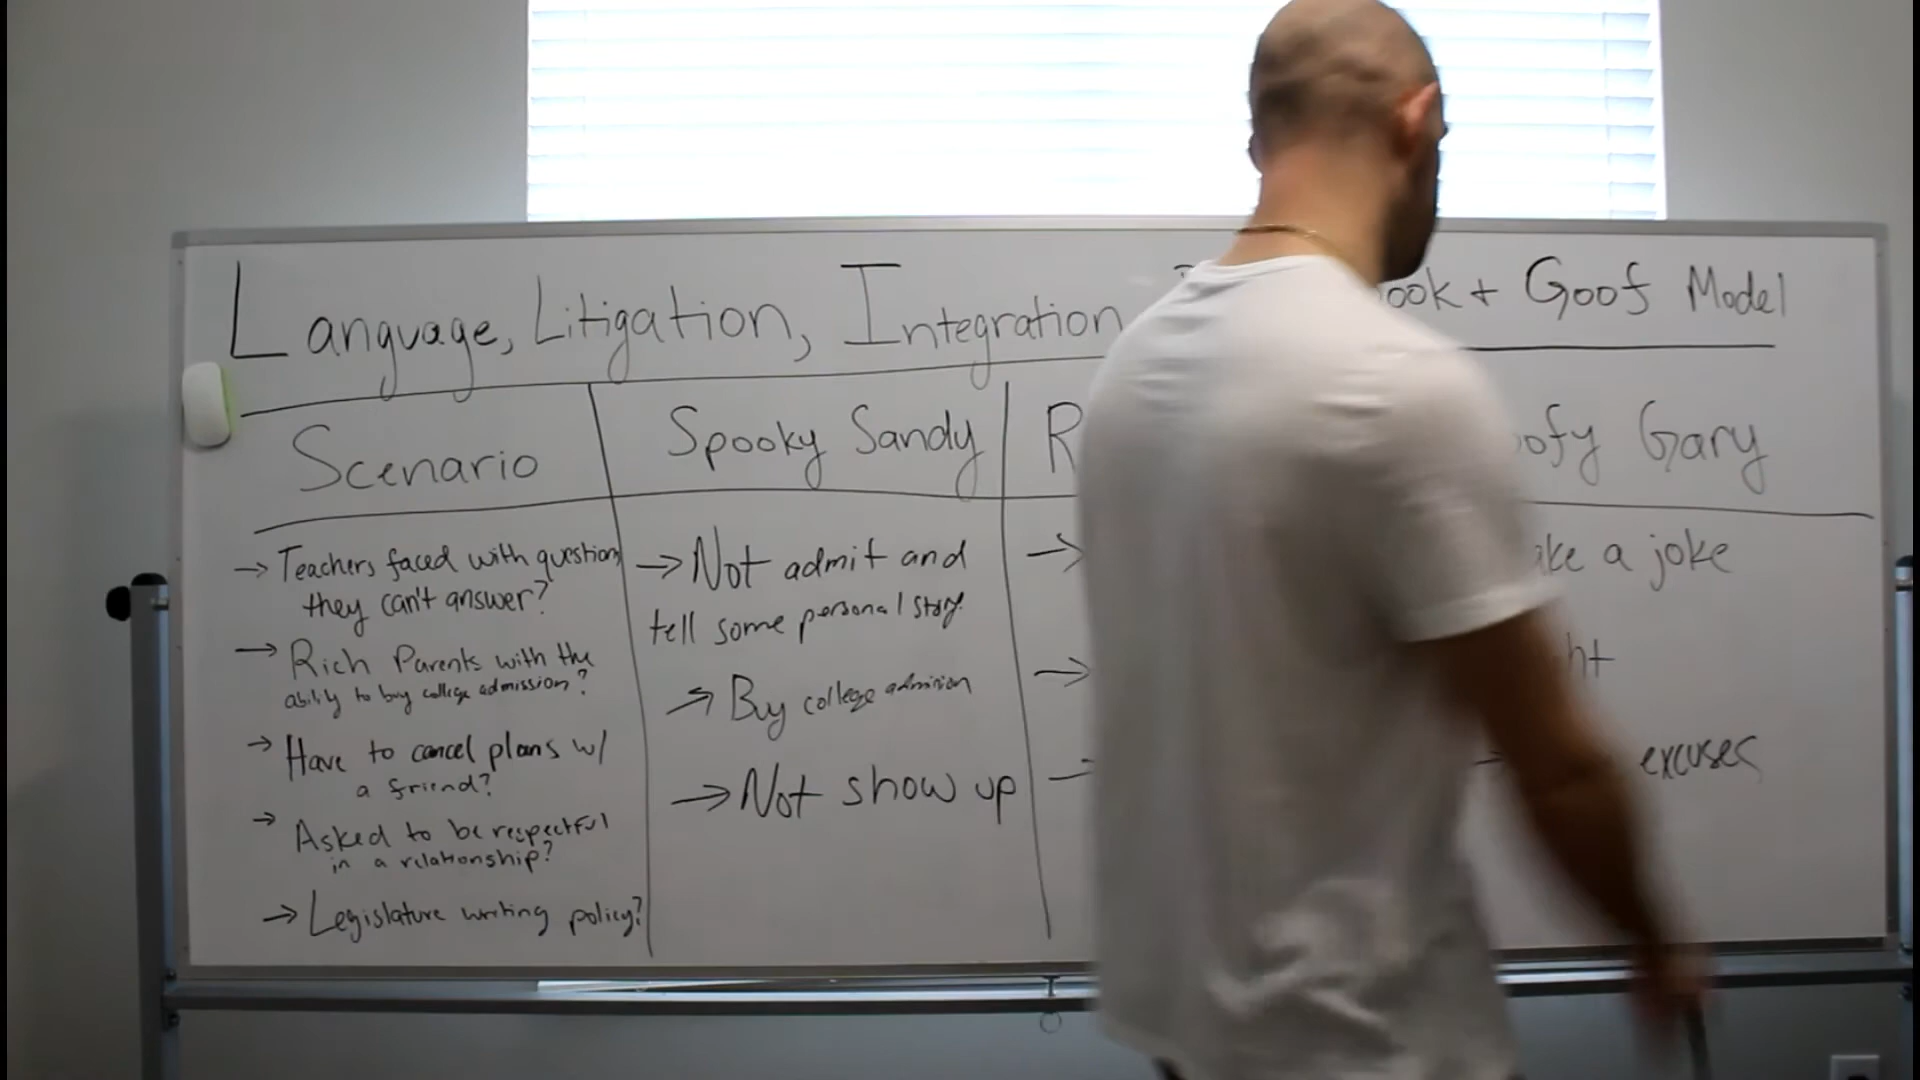 Language, Litigation, Integration
ook + Goof Model
Scenario
Spooky Sandy
R
ofy Gary
→ Teachers faced with question
they can't answer?
→ Rich Parents with the
ability to buy college admission?
→ Have to cancel plans w/
a friend?
→ Asked to be respectful
in a relationship?
→ Legislature writing policy?
→ Not admit and
tell some personal story.
→ Buy college admission
→ Not show up
→
→
→
ake a joke
ht
→ excuses